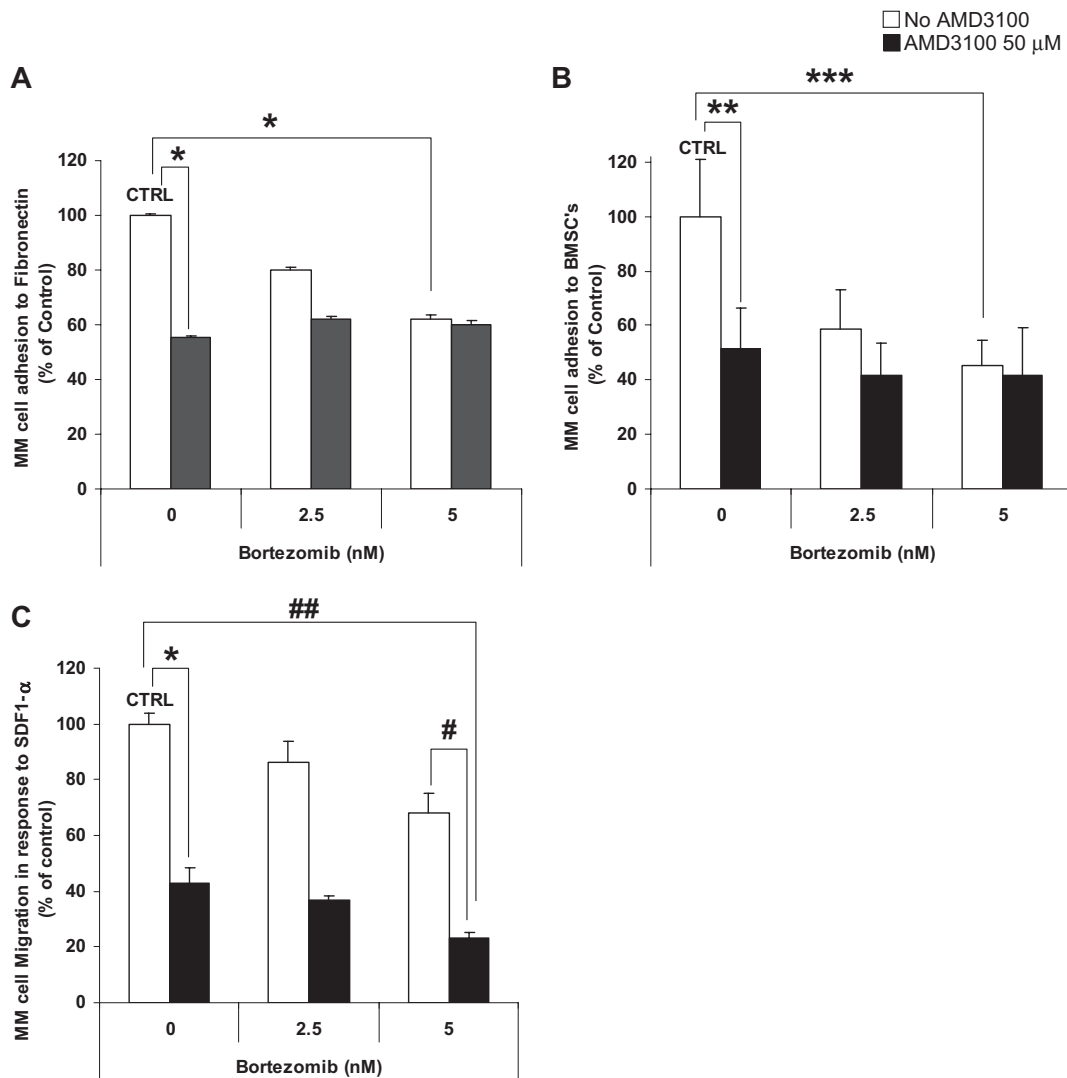 No AMD3100
AMD3100 50 µM
A
*
*
CTRL
120
100
80
60
40
20
0
MM cell adhesion to Fibronectin
(% of Control)
0 2.5 5
Bortezomib (nM)
B
***
**
CTRL
120
100
80
60
40
20
0
MM cell adhesion to BMSC's
(% of Control)
0 2.5 5
Bortezomib (nM)
C
##
*
#
CTRL
120
100
80
60
40
20
0
MM cell Migration in response to SDF1-α
(% of control)
0 2.5 5
Bortezomib (nM)